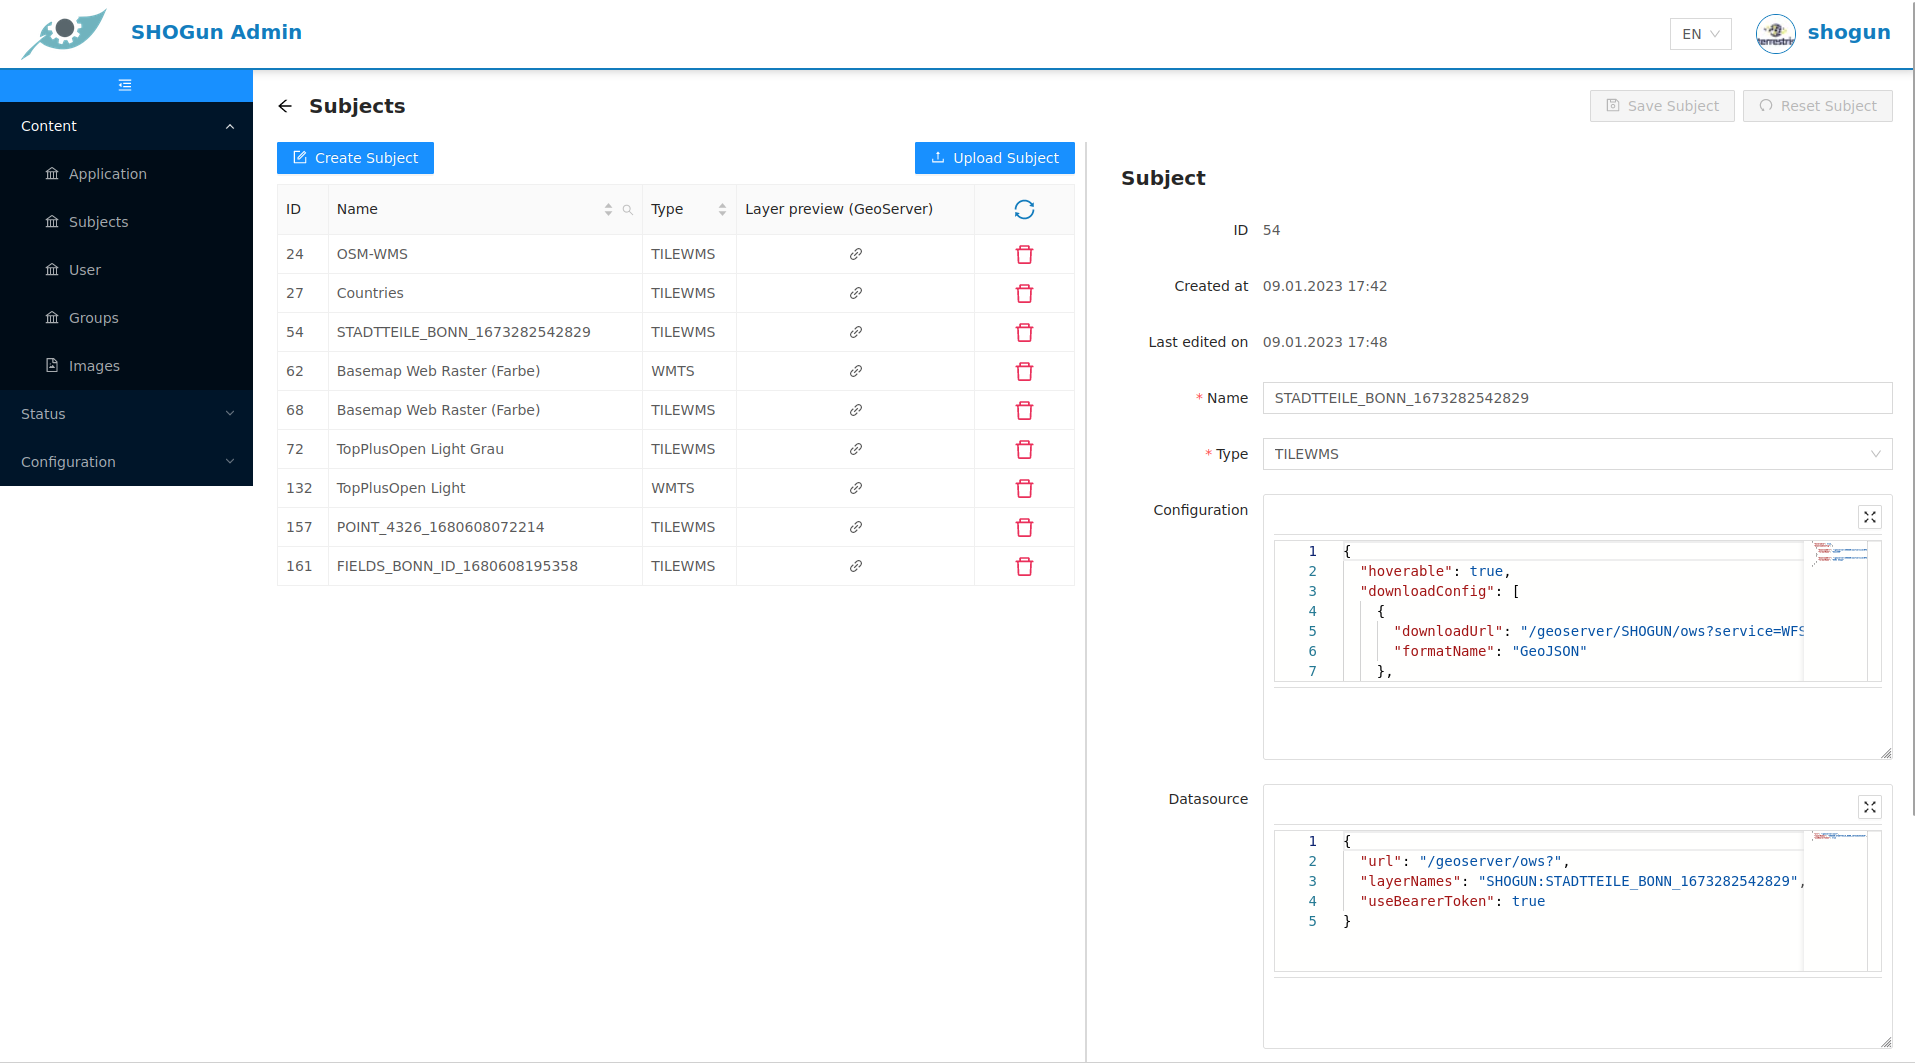 SHOGun Admin
EN
terrestris
shogun
Content
Application
Subjects
User
Groups
Images
Status
Configuration
Subjects
Save Subject
Reset Subject
Create Subject
Upload Subject
ID Name Type Layer preview (GeoServer)
24 OSM-WMS TILEWMS
27 Countries TILEWMS
54 STADTTEILE_BONN_1673282542829 TILEWMS
62 Basemap Web Raster (Farbe) WMTS
68 Basemap Web Raster (Farbe) TILEWMS
72 TopPlusOpen Light Grau TILEWMS
132 TopPlusOpen Light WMTS
157 POINT_4326_1680608072214 TILEWMS
161 FIELDS_BONN_ID_1680608195358 TILEWMS
Subject
ID 54
Created at 09.01.2023 17:42
Last edited on 09.01.2023 17:48
* Name STADTTEILE_BONN_1673282542829
* Type TILEWMS
Configuration
1 {
2 "hoverable": true,
3 "downloadConfig": [
4 {
5 "downloadUrl": "/geoserver/SHOGUN/ows?service=WFS
6 "formatName": "GeoJSON"
7 },
Datasource
1 {
2 "url": "/geoserver/ows?",
3 "layerNames": "SHOGUN:STADTTEILE_BONN_1673282542829",
4 "useBearerToken": true
5 }